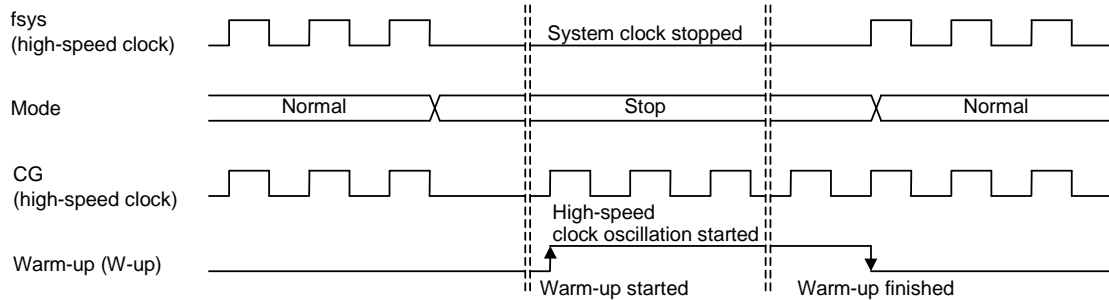 fsys
(high-speed clock)
System clock stopped
Mode
Normal
Stop
Normal
CG
(high-speed clock)
High-speed
clock oscillation started
Warm-up (W-up)
Warm-up started
Warm-up finished